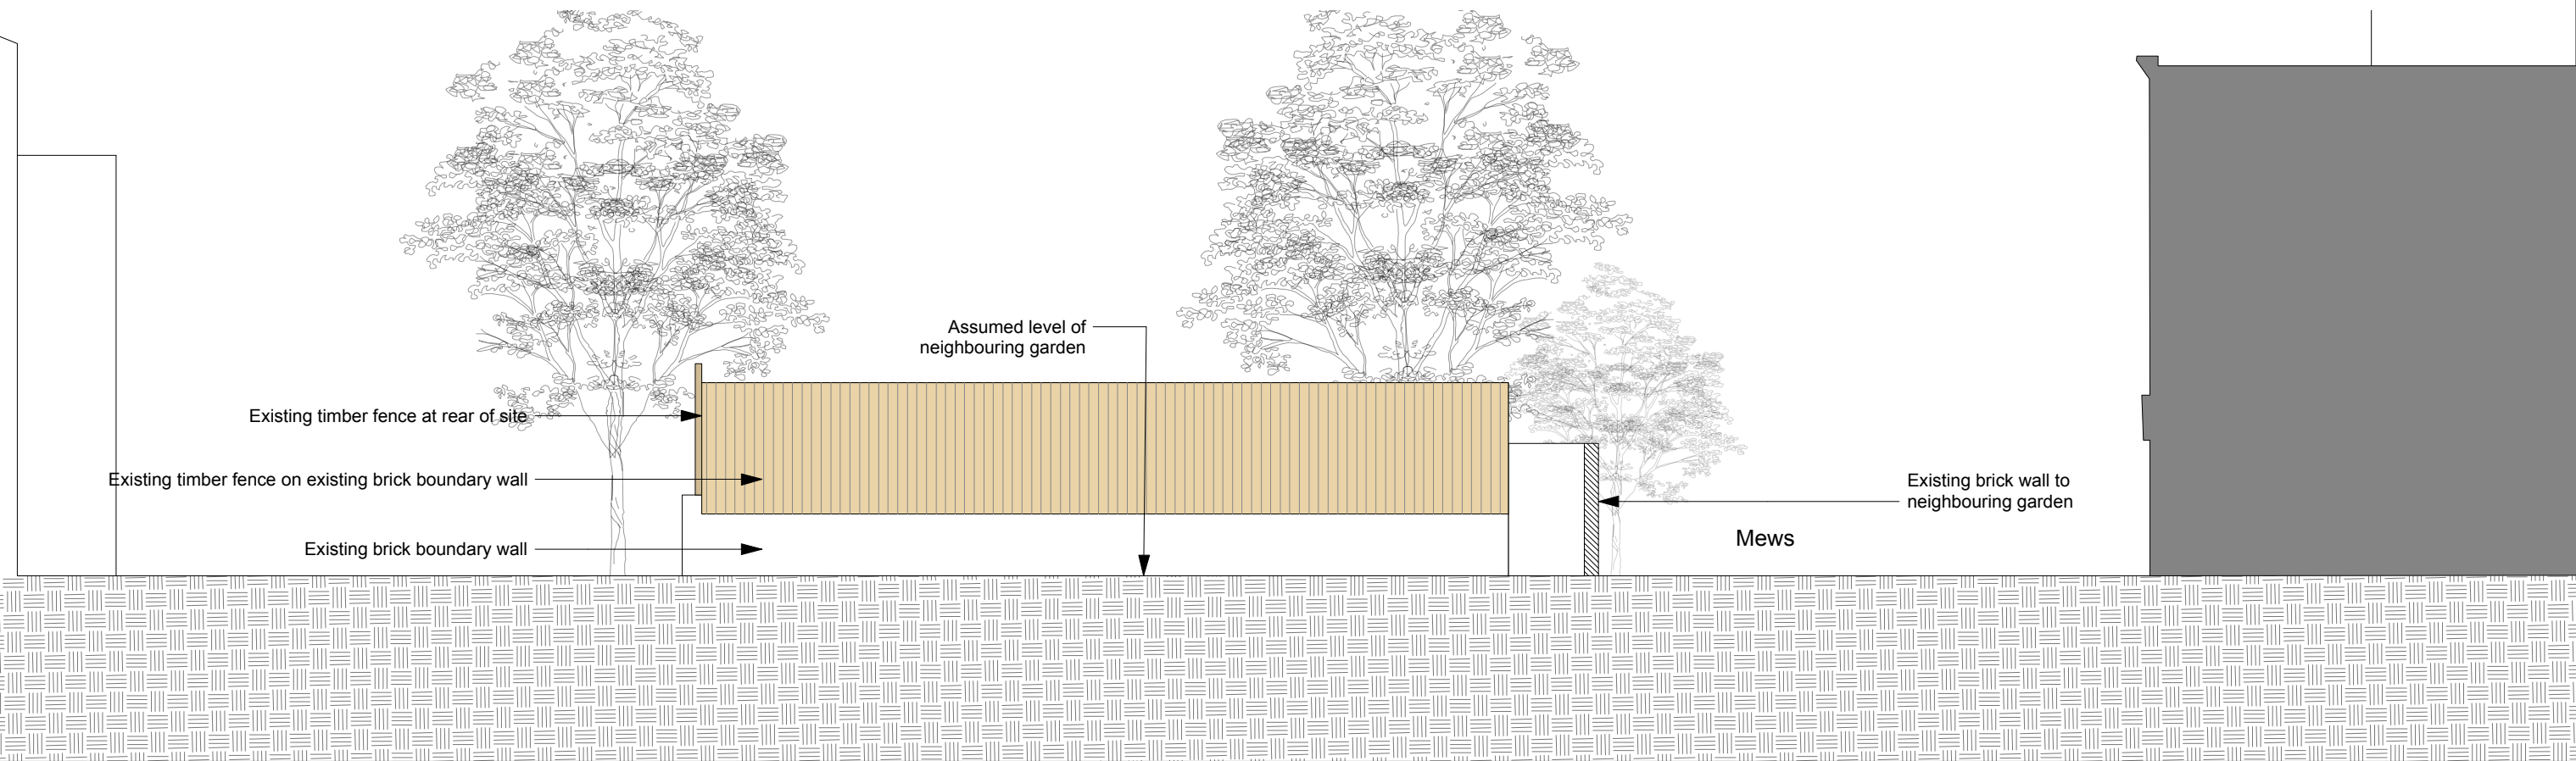 Assumed level of
neighbouring garden
Existing timber fence at rear of site
Existing timber fence on existing brick boundary wall
Existing brick wall to
neighbouring garden
Mews
Existing brick boundary wall